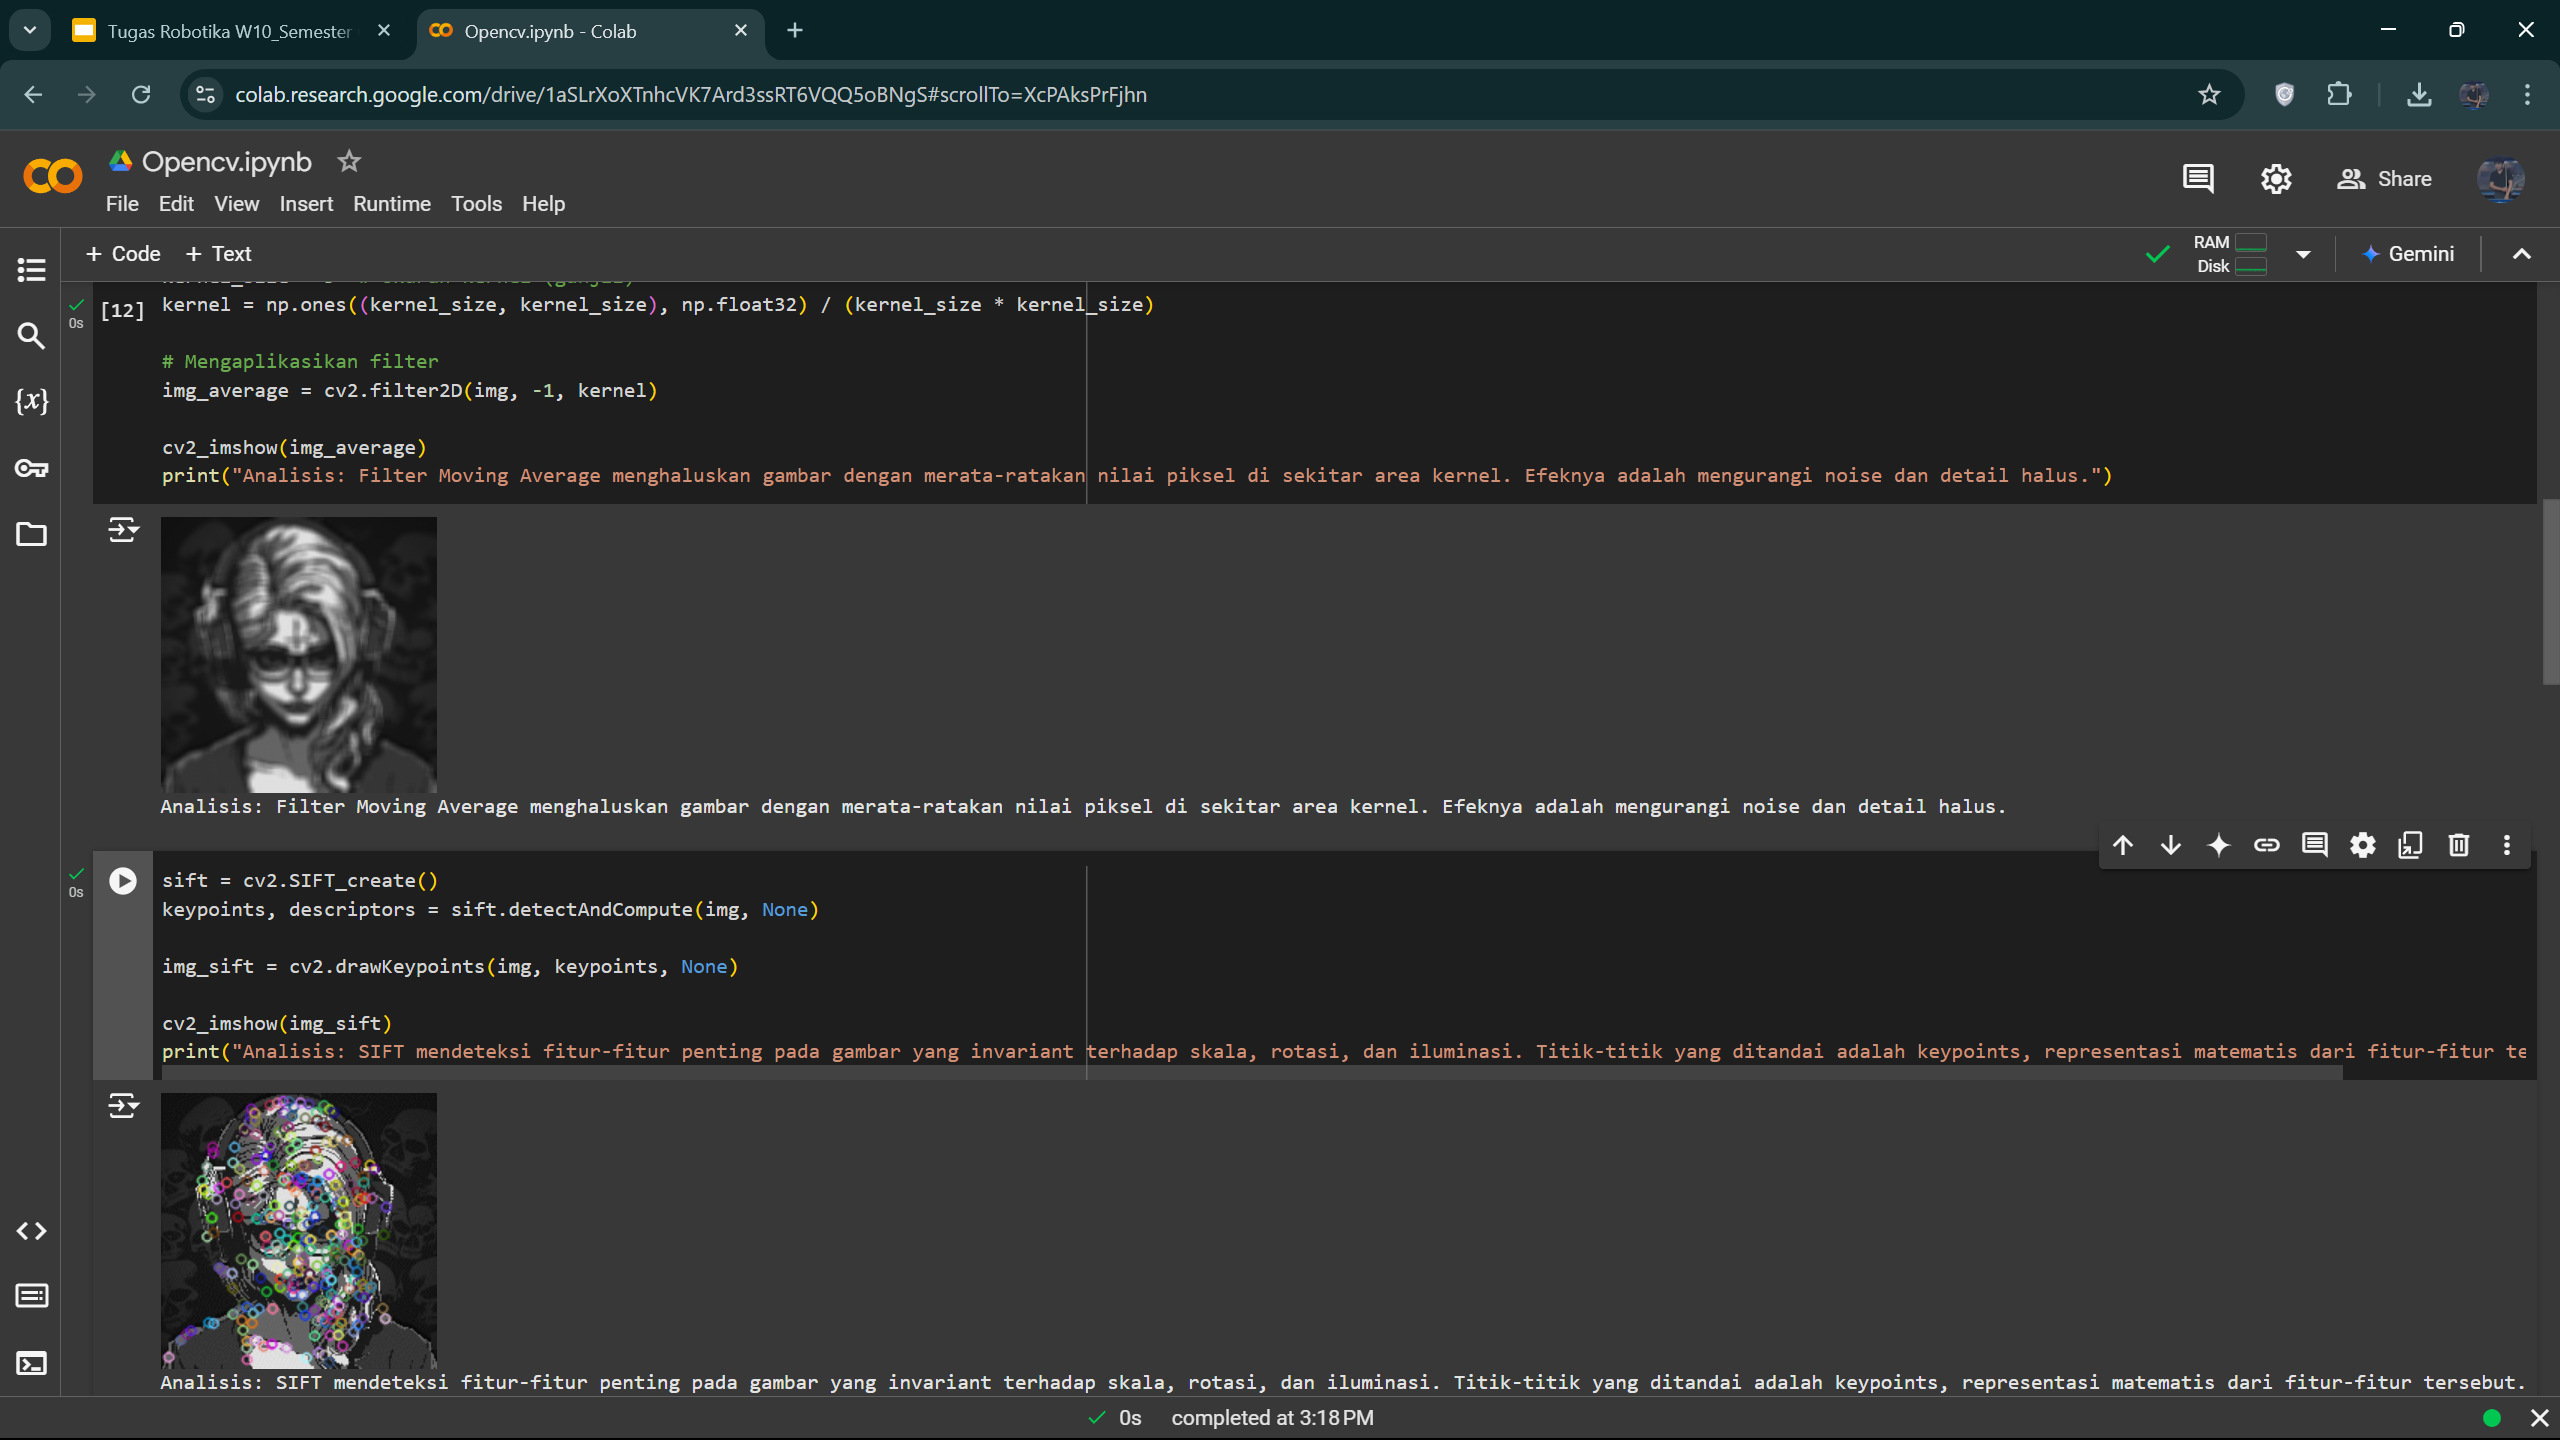 Tugas Robotika W10_Semester
Opencv.ipynb - Colab
colab.research.google.com/drive/1aSLrXoXTnhcVK7Ard3ssRT6VQQ5oBNgS#scrollTo=XcPAksPrFjhn
Opencv.ipynb
File Edit View Insert Runtime Tools Help
Share
+ Code + Text
RAM
Disk
Gemini
[12]
0s
kernel = np.ones((kernel_size, kernel_size), np.float32) / (kernel_size * kernel_size)
# Mengaplikasikan filter
img_average = cv2.filter2D(img, -1, kernel)
cv2_imshow(img_average)
print("Analisis: Filter Moving Average menghaluskan gambar dengan merata-ratakan nilai piksel di sekitar area kernel. Efeknya adalah mengurangi noise dan detail halus.")
Analisis: Filter Moving Average menghaluskan gambar dengan merata-ratakan nilai piksel di sekitar area kernel. Efeknya adalah mengurangi noise dan detail halus.
0s
sift = cv2.SIFT_create()
keypoints, descriptors = sift.detectAndCompute(img, None)
img_sift = cv2.drawKeypoints(img, keypoints, None)
cv2_imshow(img_sift)
print("Analisis: SIFT mendeteksi fitur-fitur penting pada gambar yang invariant terhadap skala, rotasi, dan iluminasi. Titik-titik yang ditandai adalah keypoints, representasi matematis dari fitur-fitur te
Analisis: SIFT mendeteksi fitur-fitur penting pada gambar yang invariant terhadap skala, rotasi, dan iluminasi. Titik-titik yang ditandai adalah keypoints, representasi matematis dari fitur-fitur tersebut.
0s completed at 3:18 PM